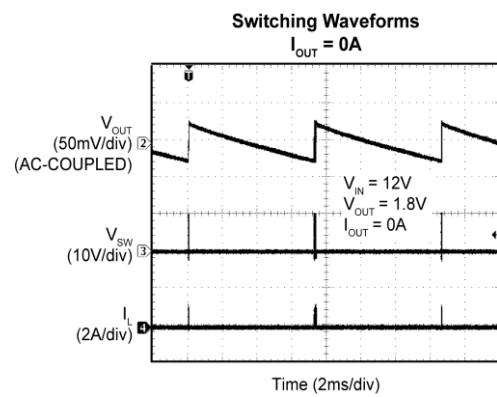 Switching Waveforms
I_OUT = 0A
T
V_OUT
(50mV/div) 2
(AC-COUPLED)
V_IN = 12V
V_OUT = 1.8V
I_OUT = 0A
V_SW
(10V/div) 3
I_L
(2A/div) 4
Time (2ms/div)